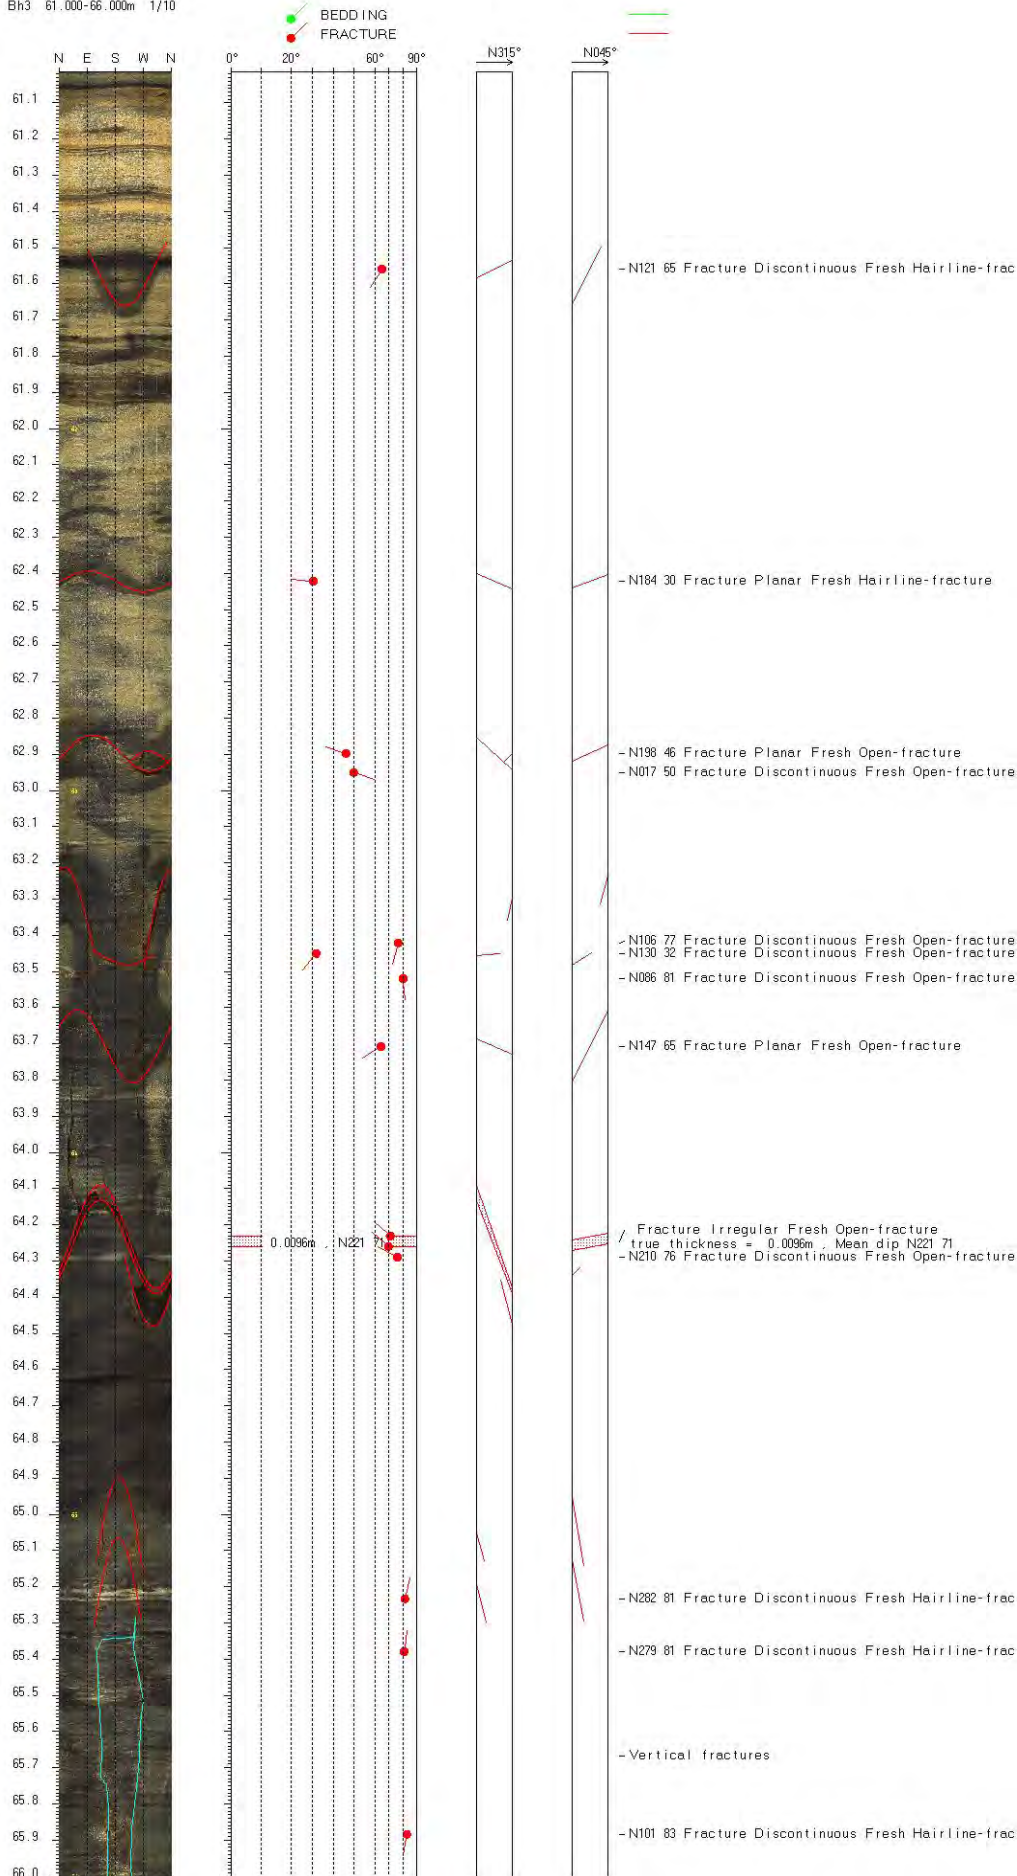 Bh3 61.000-66.000m 1/10
BEDDING
FRACTURE
N E S W N
0° 20° 60° 90°
N315°
N045°
61.1
61.2
61.3
61.4
61.5
-N121 65 Fracture Discontinuous Fresh Hairline-frac
61.6
61.7
61.8
61.9
62.0
62.1
62.2
62.3
62.4
-N184 30 Fracture Planar Fresh Hairline-fracture
62.5
62.6
62.7
62.8
62.9
-N198 46 Fracture Planar Fresh Open-fracture
-N017 50 Fracture Discontinuous Fresh Open-fracture
63.0
63.1
63.2
63.3
63.4
-N106 77 Fracture Discontinuous Fresh Open-fracture
-N130 32 Fracture Discontinuous Fresh Open-fracture
63.5
-N086 81 Fracture Discontinuous Fresh Open-fracture
63.6
63.7
-N147 65 Fracture Planar Fresh Open-fracture
63.8
63.9
64.0
64.1
64.2
Fracture Irregular Fresh Open-fracture
0.0096m , N221 71
true thickness = 0.0096m , Mean dip N221 71
64.3
-N210 76 Fracture Discontinuous Fresh Open-fracture
64.4
64.5
64.6
64.7
64.8
64.9
65.0
65.1
65.2
-N282 81 Fracture Discontinuous Fresh Hairline-frac
65.3
65.4
-N279 81 Fracture Discontinuous Fresh Hairline-frac
65.5
65.6
65.7
-Vertical fractures
65.8
65.9
-N101 83 Fracture Discontinuous Fresh Hairline-frac
66.0